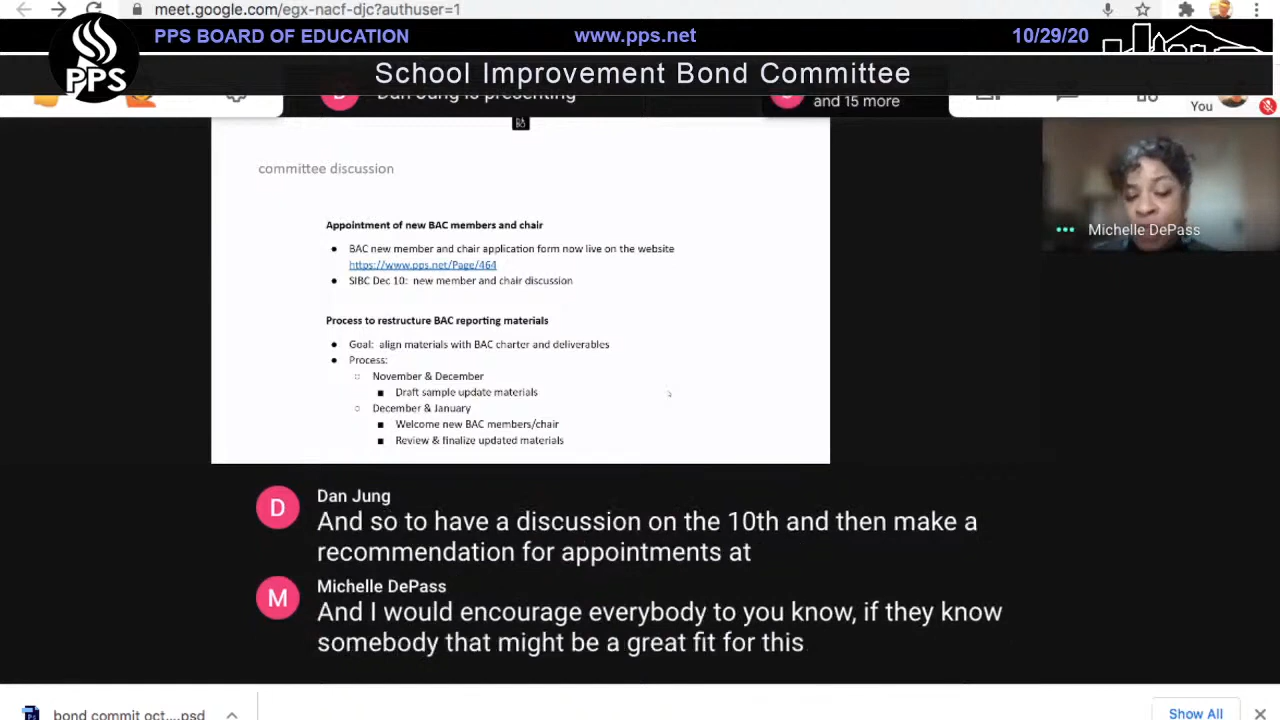 meet.google.com/egx-nacf-djc?authuser=1
PPS BOARD OF EDUCATION
www.pps.net
10/29/20
PPS
School Improvement Bond Committee
D
Dan Jung is presenting
and 15 more
You
committee discussion
Appointment of new BAC members and chair
● BAC new member and chair application form now live on the website
https://www.pps.net/Page/464
● SIBC Dec 10: new member and chair discussion
Process to restructure BAC reporting materials
● Goal: align materials with BAC charter and deliverables
● Process:
○ November & December
■ Draft sample update materials
○ December & January
■ Welcome new BAC members/chair
■ Review & finalize updated materials
Michelle DePass
D
Dan Jung
And so to have a discussion on the 10th and then make a
recommendation for appointments at
M
Michelle DePass
And I would encourage everybody to you know, if they know
somebody that might be a great fit for this
bond commit oct....psd
Show All